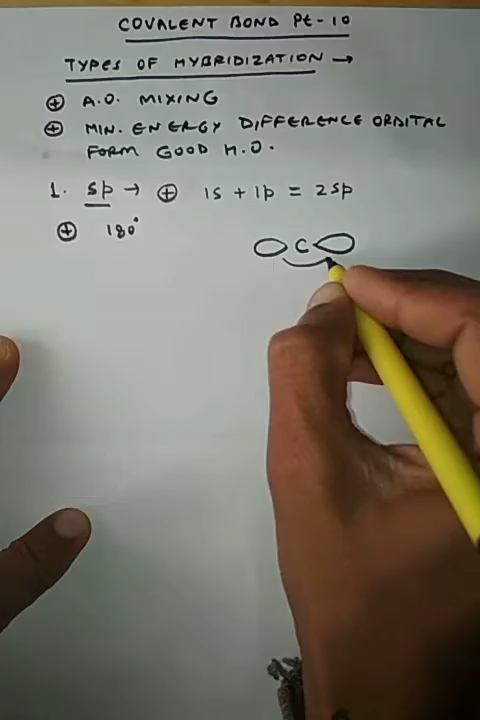 COVALENT BOND Pt-10
TYPES OF HYBRIDIZATION →
⊕ A.O. MIXING
⊕ MIN. ENERGY DIFFERENCE ORBITAL
FORM GOOD H.O.
1. sp → ⊕ 1s + 1p = 2sp
⊕ 180°
C